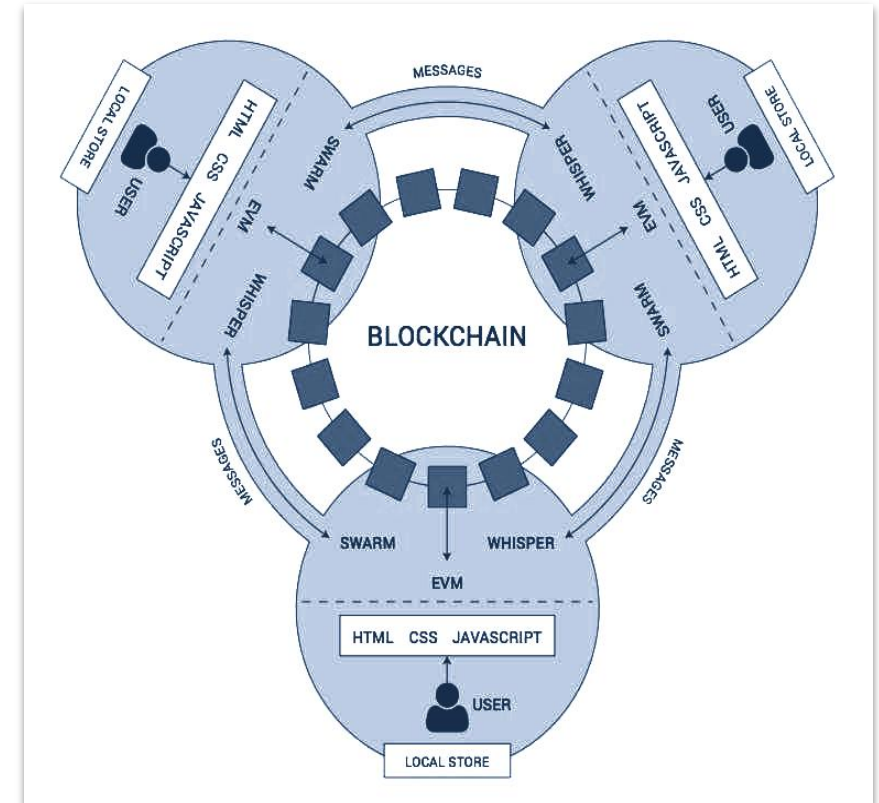 MESSAGES
LOCAL STORE
USER
HTML CSS JAVASCRIPT
SWARM
EVM
WHISPER
LOCAL STORE
USER
HTML CSS JAVASCRIPT
WHISPER
EVM
SWARM
BLOCKCHAIN
MESSAGES
MESSAGES
SWARM
WHISPER
EVM
HTML CSS JAVASCRIPT
USER
LOCAL STORE